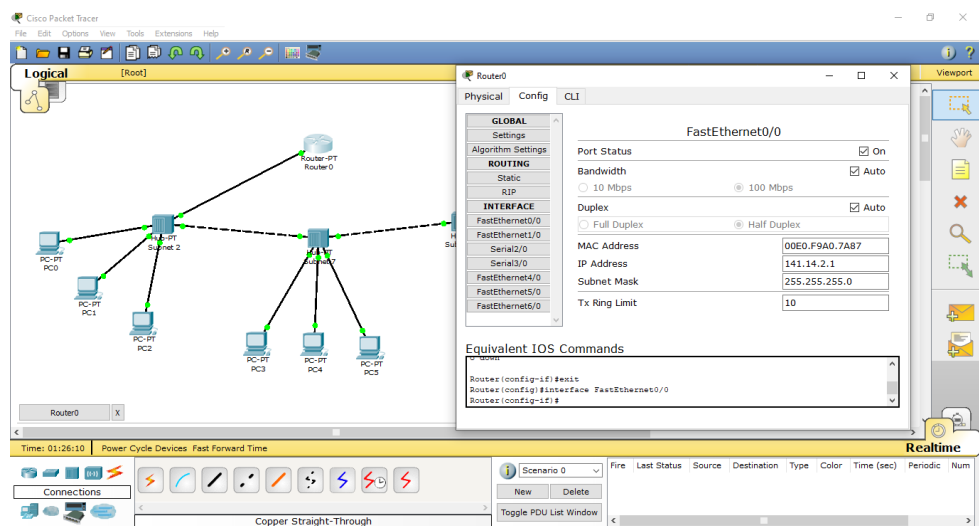 Cisco Packet Tracer
File Edit Options View Tools Extensions Help
Logical
[Root]
Viewport
Router-PT
Router0
Hub-PT
Subnet 2
PC-PT
PC0
PC-PT
PC1
PC-PT
PC2
PC-PT
PC3
PC-PT
PC4
PC-PT
PC5
Router0 X
Router0
Physical Config CLI
GLOBAL
Settings
Algorithm Settings
ROUTING
Static
RIP
INTERFACE
FastEthernet0/0
FastEthernet1/0
Serial2/0
Serial3/0
FastEthernet4/0
FastEthernet5/0
FastEthernet6/0
FastEthernet0/0
Port Status On
Bandwidth Auto
10 Mbps 100 Mbps
Duplex Auto
Full Duplex Half Duplex
MAC Address 00E0.F9A0.7A87
IP Address 141.14.2.1
Subnet Mask 255.255.255.0
Tx Ring Limit 10
Equivalent IOS Commands
Router(config-if)#exit
Router(config)#interface FastEthernet0/0
Router(config-if)#
Time: 01:26:10 Power Cycle Devices Fast Forward Time
Realtime
Connections
Copper Straight-Through
Scenario 0
New Delete
Toggle PDU List Window
Fire Last Status Source Destination Type Color Time (sec) Periodic Num